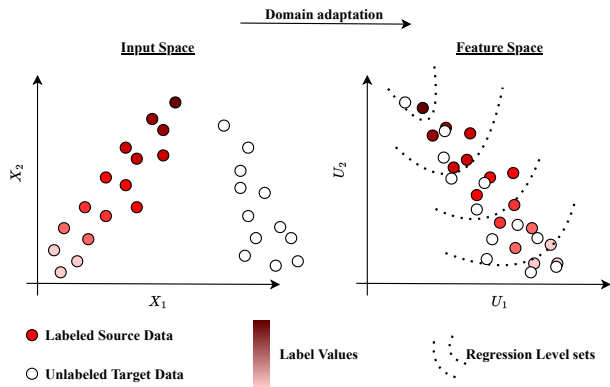 Domain adaptation
Input Space
Feature Space
X₂
X₁
U₂
U₁
Labeled Source Data
Unlabeled Target Data
Label Values
Regression Level sets